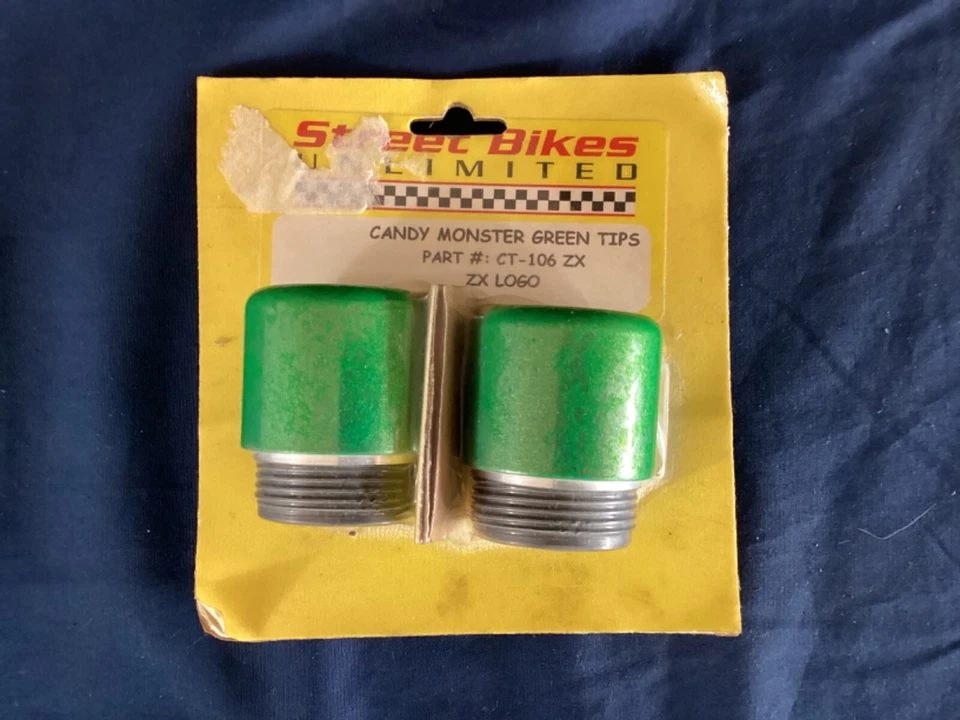 Street Bikes
UNLIMITED
CANDY MONSTER GREEN TIPS
PART #: CT-106 ZX
ZX LOGO